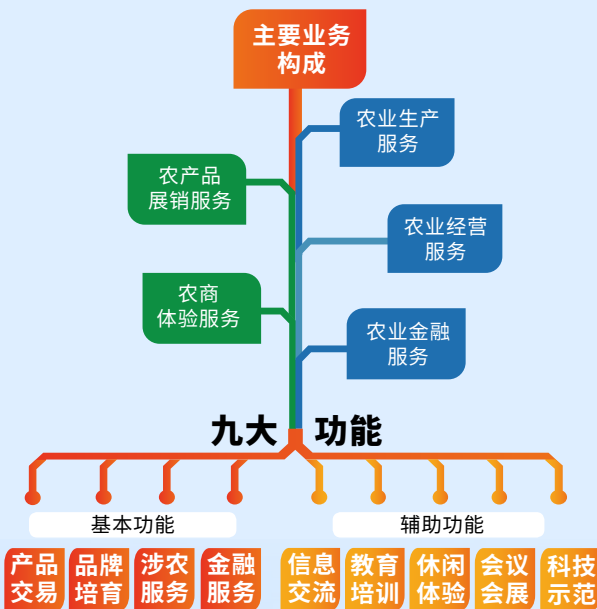 主要业务
构成
农业生产
服务
农产品
展销服务
农业经营
服务
农商
体验服务
农业金融
服务
九大 功能
基本功能
辅助功能
产品
交易
品牌
培育
涉农
服务
金融
服务
信息
交流
教育
培训
休闲
体验
会议
会展
科技
示范